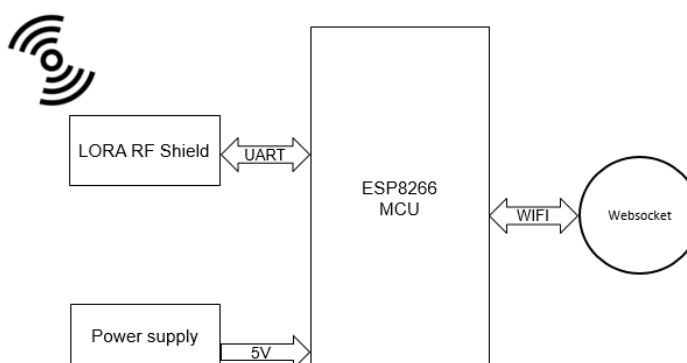 LORA RF Shield
UART
ESP8266
MCU
WIFI
Websocket
Power supply
5V